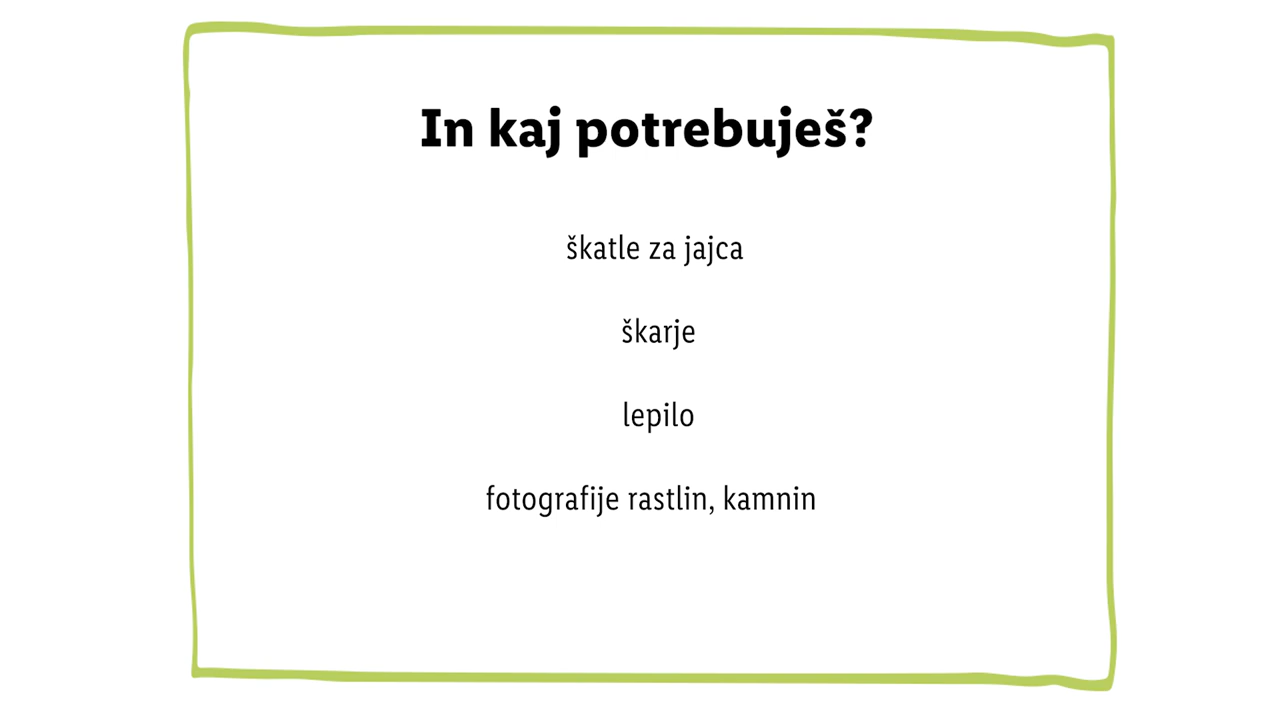 In kaj potrebuješ?
škatle za jajca
škarje
lepilo
fotografije rastlin, kamnin